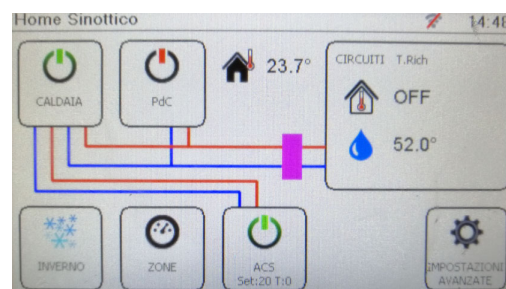 Home Sinottico
14:48
CALDAIA
PdC
23.7°
CIRCUITI T.Rich
OFF
52.0°
INVERNO
ZONE
ACS
Set:20 T:0
IMPOSTAZIONI
AVANZATE